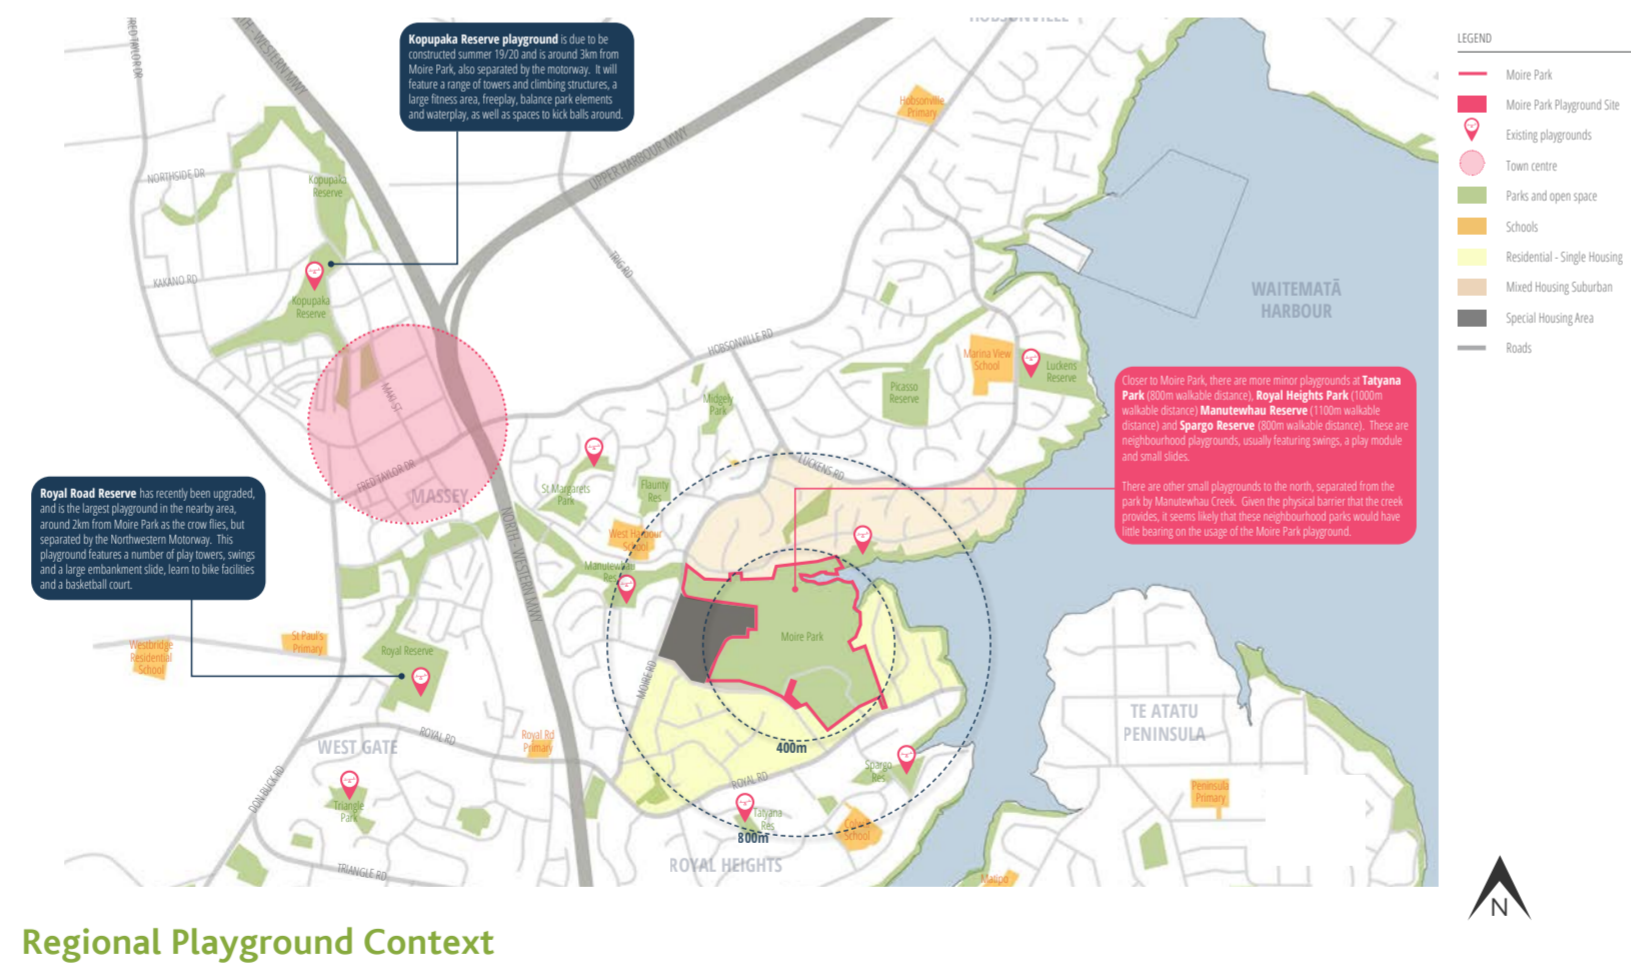 HOBSONVILLE
FRED TAYLOR DR
NORTH-WESTERN MWY
Kopupaka Reserve playground is due to be
constructed summer 19/20 and is around 3km from
Moire Park, also separated by the motorway. It will
feature a range of towers and climbing structures, a
large fitness area, freeplay, balance park elements
and waterplay, as well as spaces to kick balls around.
LEGEND
Moire Park
Moire Park Playground Site
Existing playgrounds
Town centre
Parks and open space
Schools
Residential - Single Housing
Mixed Housing Suburban
Special Housing Area
Roads
Hobsonville
Primary
UPPER HARBOUR MWY
NORTHSIDE DR
Kopupaka
Reserve
TRIG RD
KAKANO RD
Kopupaka
Reserve
WAITEMATĀ
HARBOUR
HOBSONVILLE RD
Marina View
School
Luckens
Reserve
Picasso
Reserve
MAKI ST
Midgely
Park
Closer to Moire Park, there are more minor playgrounds at Tatyana
Park (800m walkable distance), Royal Heights Park (1000m
walkable distance) Manutewhau Reserve (1100m walkable
distance) and Spargo Reserve (800m walkable distance). These are
neighbourhood playgrounds, usually featuring swings, a play module
and small slides.
There are other small playgrounds to the north, separated from the
park by Manutewhau Creek. Given the physical barrier that the creek
provides, it seems likely that these neighbourhood parks would have
little bearing on the usage of the Moire Park playground.
LUCKENS RD
FRED TAYLOR DR
MASSEY
St Margarets
Park
Flaunty
Res
Royal Road Reserve has recently been upgraded,
and is the largest playground in the nearby area,
around 2km from Moire Park as the crow flies, but
separated by the Northwestern Motorway. This
playground features a number of play towers, swings
and a large embankment slide, learn to bike facilities
and a basketball court.
NORTH-WESTERN MWY
West Harbour
School
Manutewhau
Res
Moire Park
St Paul's
Primary
Westbridge
Residential
School
Royal Reserve
MOIRE RD
TE ATATU
PENINSULA
ROYAL RD
Royal Rd
Primary
WEST GATE
400m
Spargo
Res
ROYAL RD
DON BUCK RD
Triangle
Park
Tatyana
Res
800m
Colwill
School
Peninsula
Primary
ROYAL HEIGHTS
TRIANGLE RD
Matipo
N
Regional Playground Context